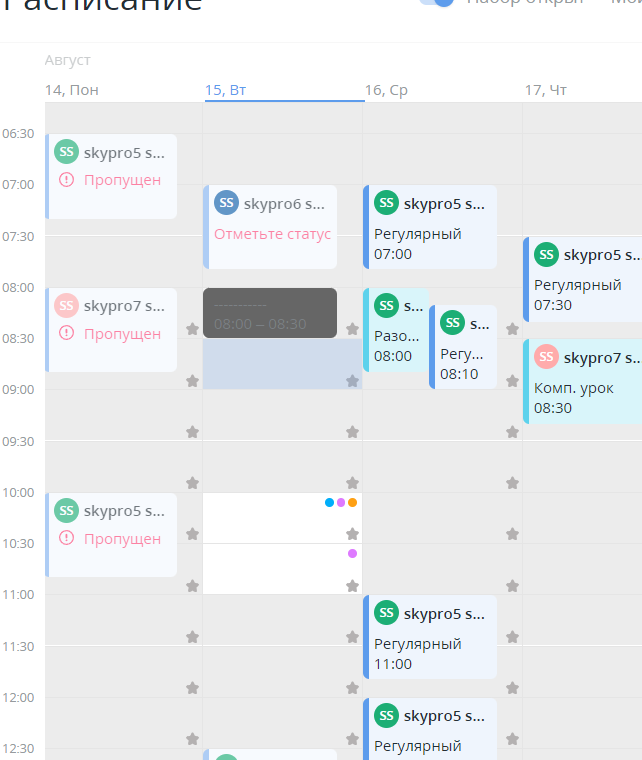 Расписание
Набор открыт
Август
14, Пон
15, Вт
16, Ср
17, Чт
06:30
07:00
07:30
08:00
08:30
09:00
09:30
10:00
10:30
11:00
11:30
12:00
12:30
SS skypro5 s...
Пропущен
SS skypro7 s...
Пропущен
SS skypro5 s...
Пропущен
SS skypro6 s...
Отметьте статус
-----------
08:00 – 08:30
SS skypro5 s...
Регулярный
07:00
SS s...
Разо...
08:00
SS s...
Регу...
08:10
SS skypro5 s...
Регулярный
11:00
SS skypro5 s...
Регулярный
SS skypro5 s...
Регулярный
07:30
SS skypro7 s...
Комп. урок
08:30